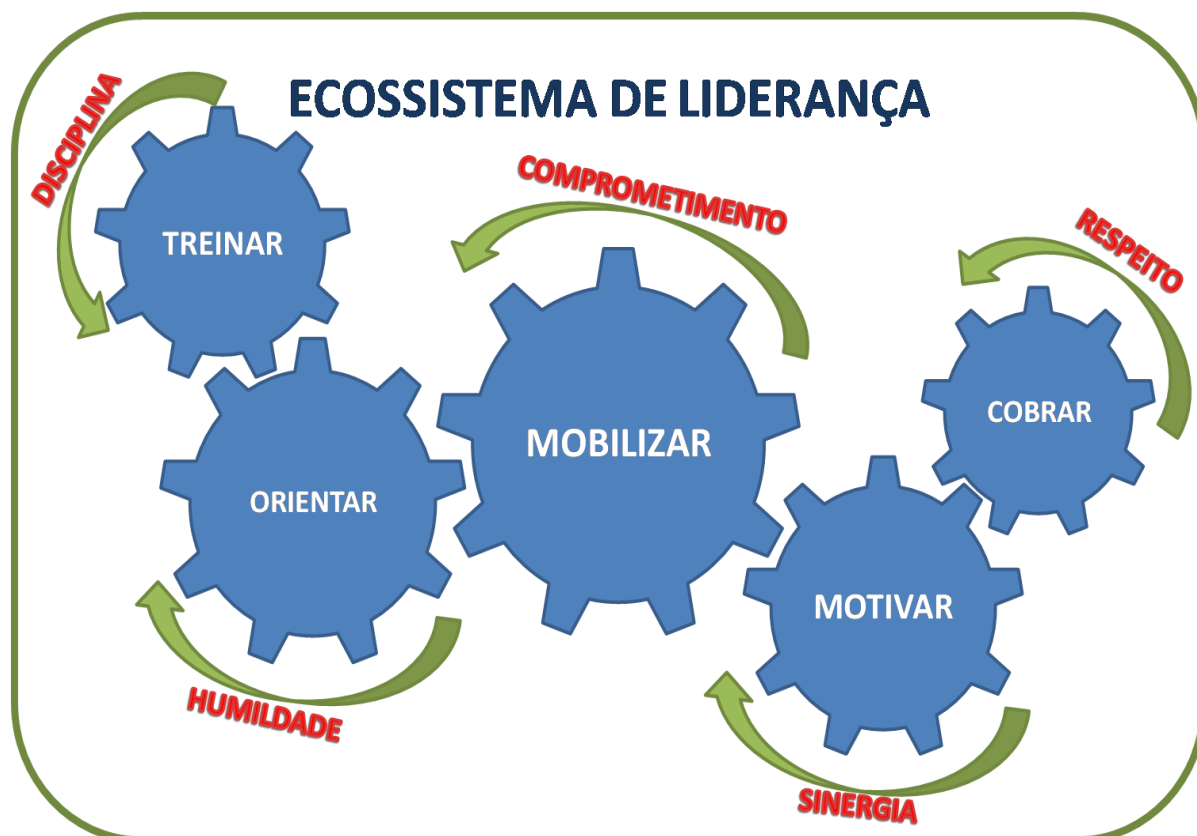 ECOSSISTEMA DE LIDERANÇA
DISCIPLINA
TREINAR
COMPROMETIMENTO
RESPEITO
MOBILIZAR
COBRAR
ORIENTAR
MOTIVAR
HUMILDADE
SINERGIA